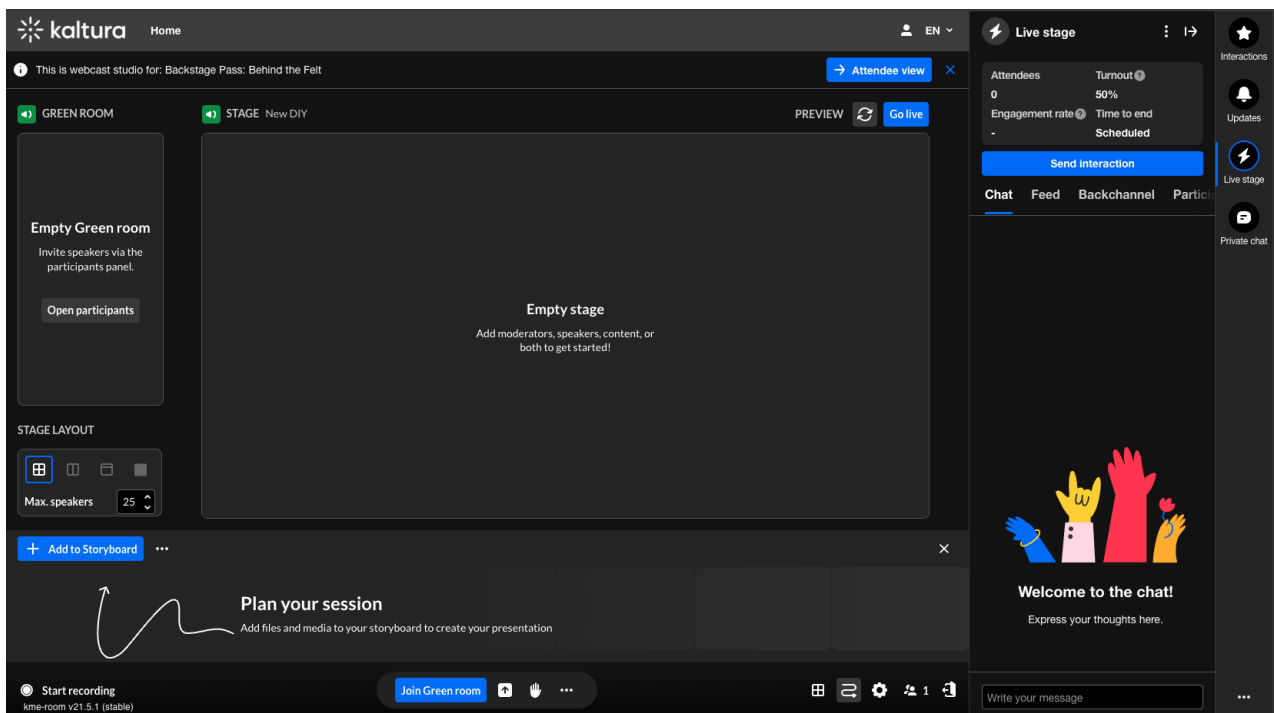 kaltura
Home
EN
This is webcast studio for: Backstage Pass: Behind the Felt
Attendee view
GREEN ROOM
STAGE New DIY
PREVIEW
Go live
Empty Green room
Invite speakers via the
participants panel.
Open participants
Empty stage
Add moderators, speakers, content, or
both to get started!
STAGE LAYOUT
Max. speakers 25
Add to Storyboard
Plan your session
Add files and media to your storyboard to create your presentation
Start recording
kme-room v21.5.1 (stable)
Join Green room
1
Live stage
Attendees Turnout
0 50%
Engagement rate Time to end
- Scheduled
Send interaction
Chat Feed Backchannel Partici
Welcome to the chat!
Express your thoughts here.
Write your message
Interactions
Updates
Live stage
Private chat